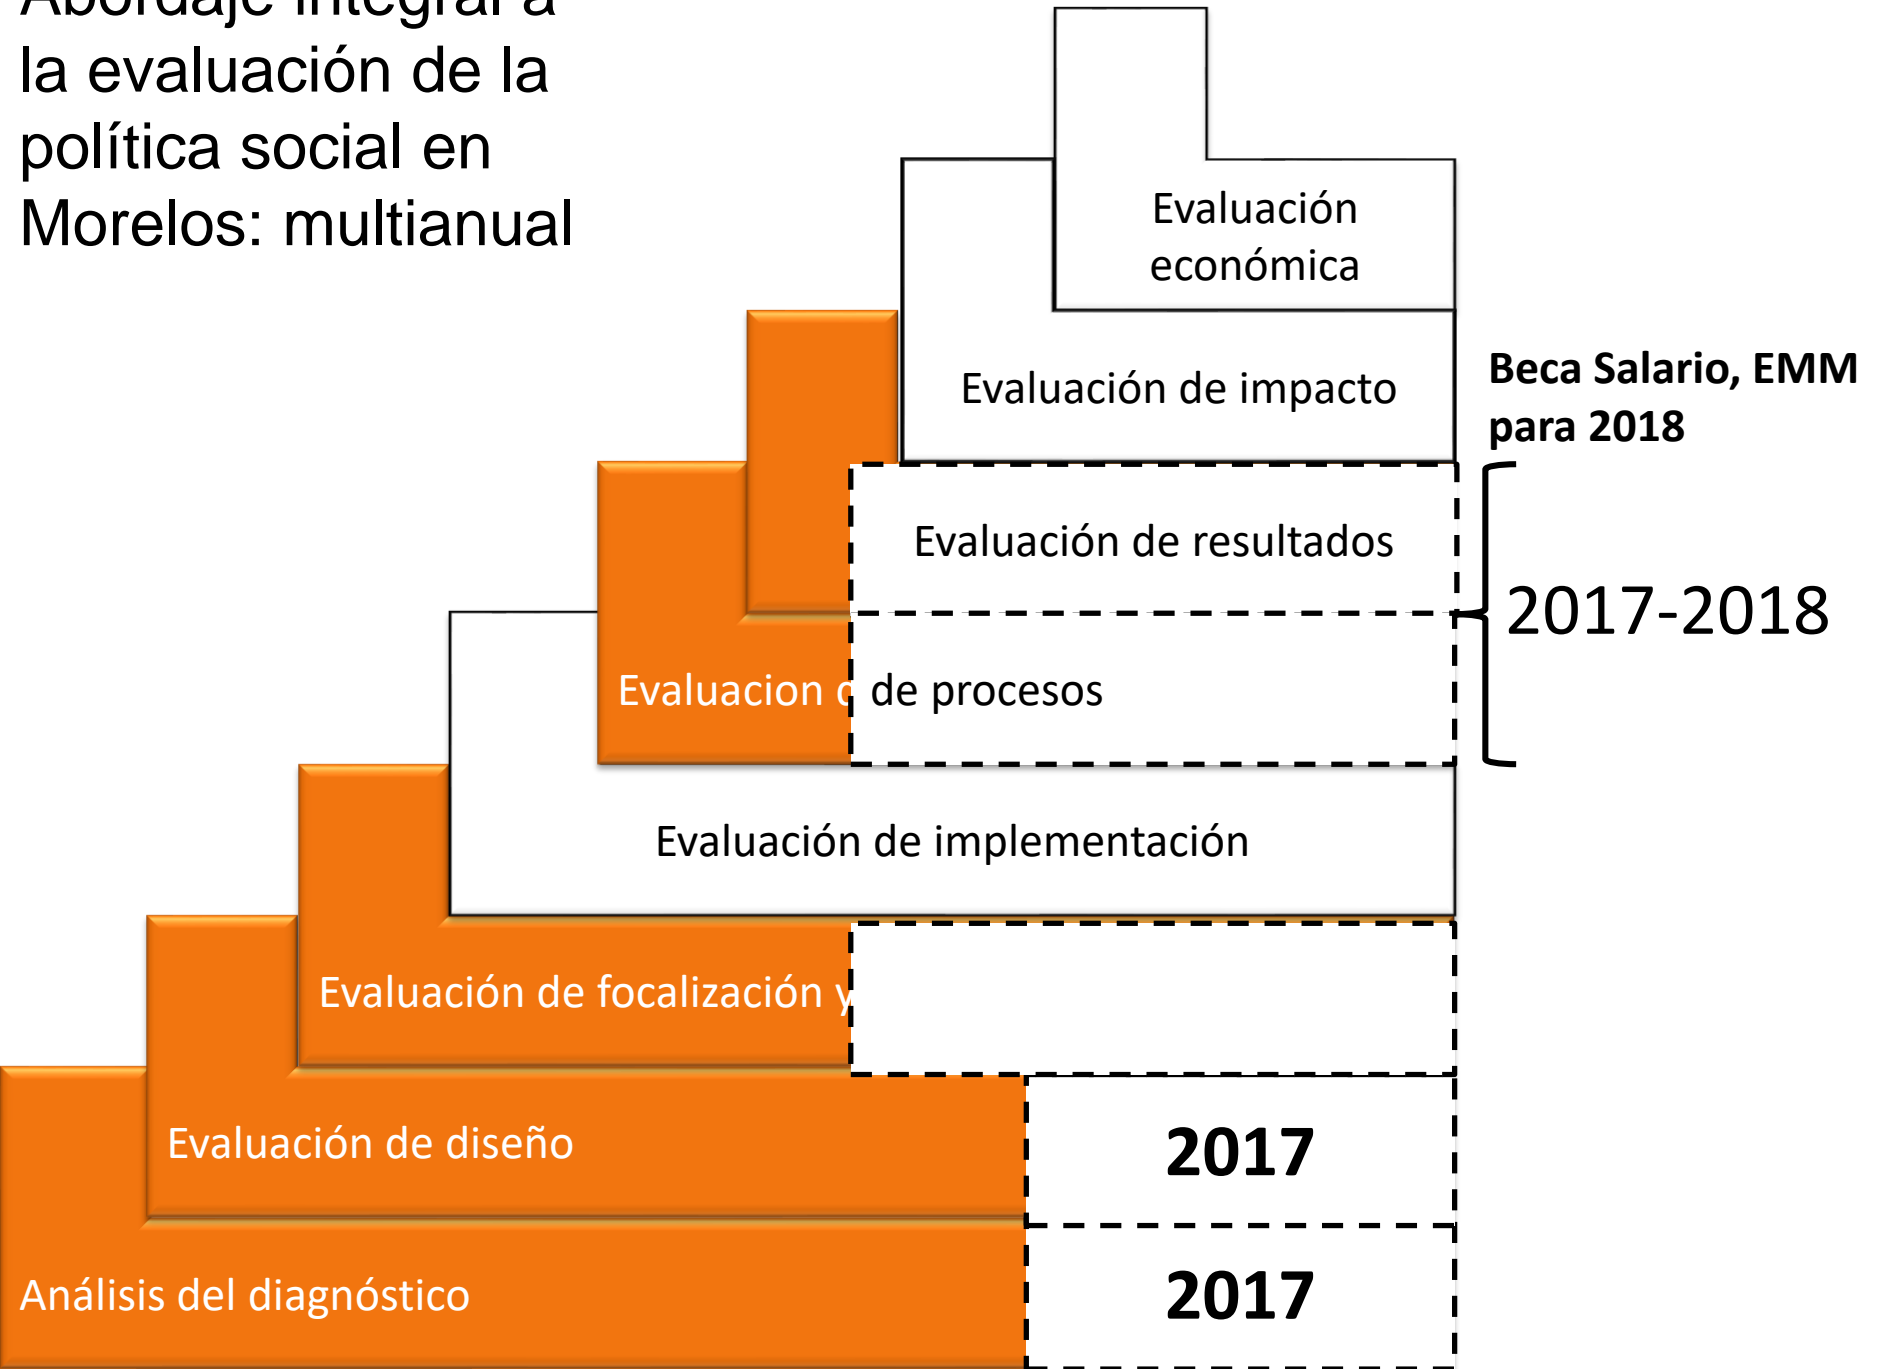 Abordaje integral a
la evaluación de la
política social en
Morelos: multianual
Evaluación
económica
Evaluación de impacto
Beca Salario, EMM
para 2018
Evaluación de resultados
2017-2018
Evaluacion d de procesos
Evaluación de implementación
Evaluación de focalización y
Evaluación de diseño
2017
Análisis del diagnóstico
2017